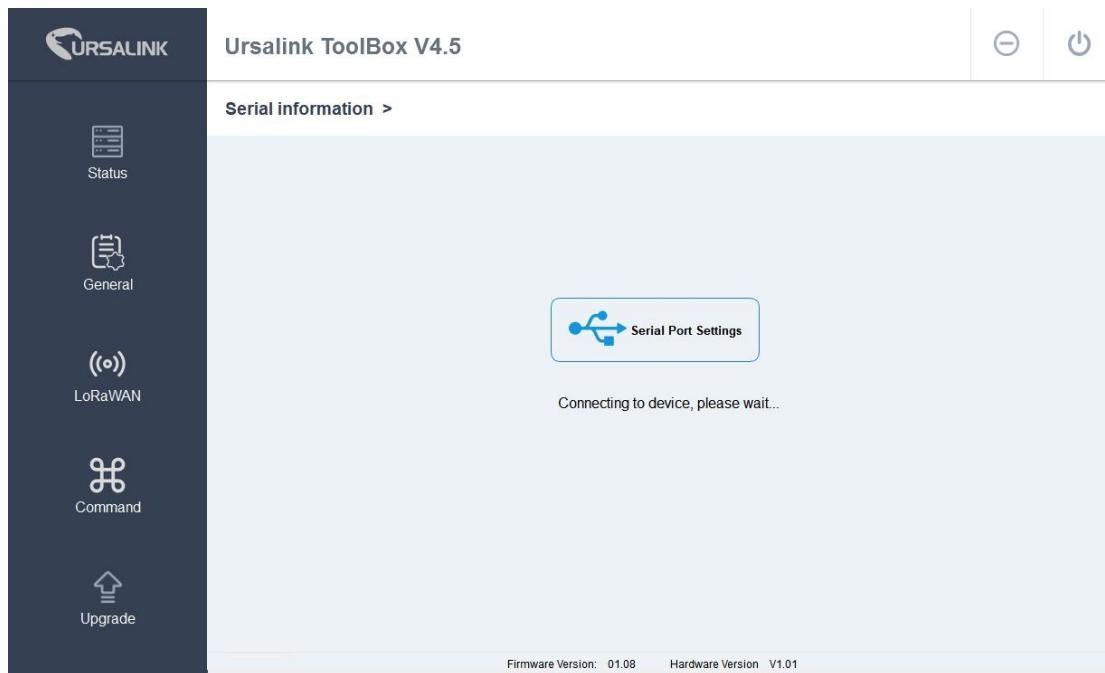 URSALINK
Ursalink ToolBox V4.5
Serial information >
Status
General
LoRaWAN
Command
Upgrade
Serial Port Settings
Connecting to device, please wait...
Firmware Version: 01.08 Hardware Version V1.01